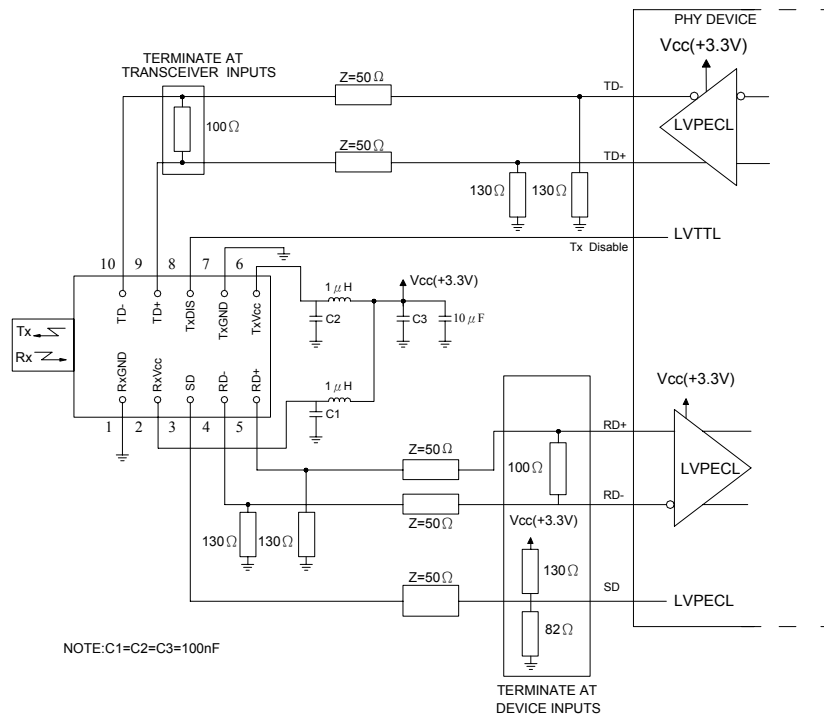 PHY DEVICE
Vcc(+3.3V)
TERMINATE AT
TRANSCEIVER INPUTS
Z=50Ω
TD-
LVPECL
100Ω
Z=50Ω
TD+
130Ω 130Ω
Tx Disable
LVTTL
10 9 8 7 6
TD- TD+ TxDIS TxGND TxVcc
1μH
Vcc(+3.3V)
C2
C3
10μF
Tx
Rx
RxGND RxVcc SD RD- RD+
1μH
C1
1 2 3 4 5
Vcc(+3.3V)
RD+
Z=50Ω
100Ω
LVPECL
RD-
Z=50Ω
130Ω 130Ω
Vcc(+3.3V)
130Ω
Z=50Ω
SD
LVPECL
82Ω
NOTE:C1=C2=C3=100nF
TERMINATE AT
DEVICE INPUTS